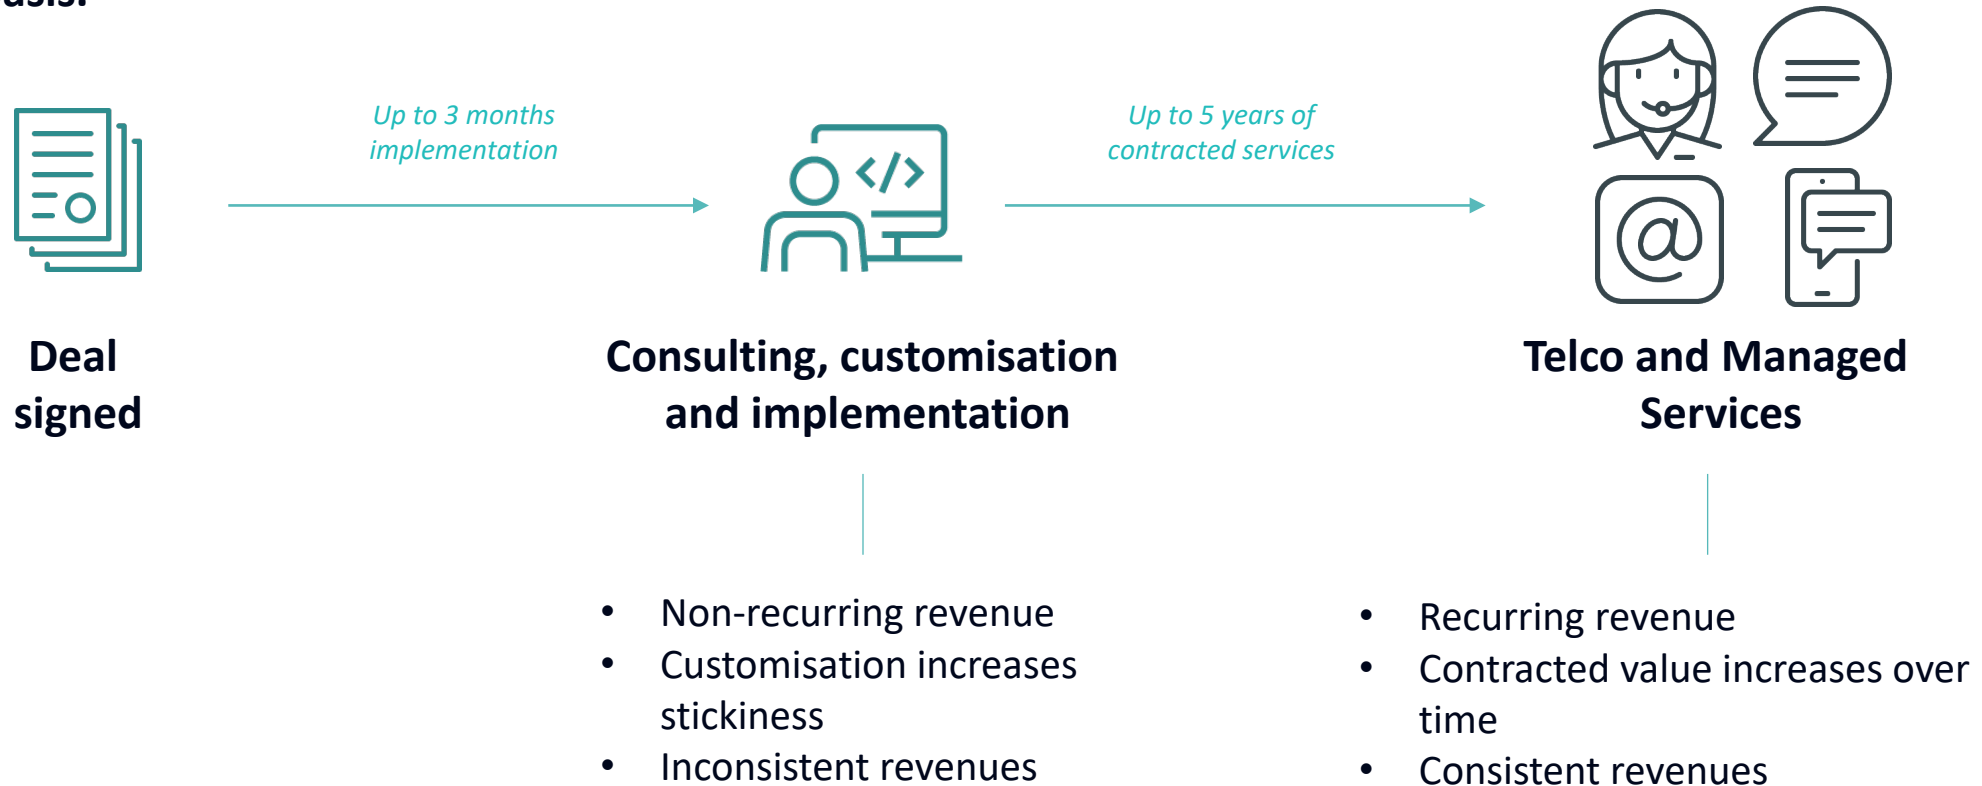 Up to 3 months
implementation
Up to 5 years of
contracted services
@
Deal
signed
Consulting, customisation
and implementation
Telco and Managed
Services
• Non-recurring revenue
• Customisation increases
stickiness
• Inconsistent revenues
• Recurring revenue
• Contracted value increases over
time
• Consistent revenues